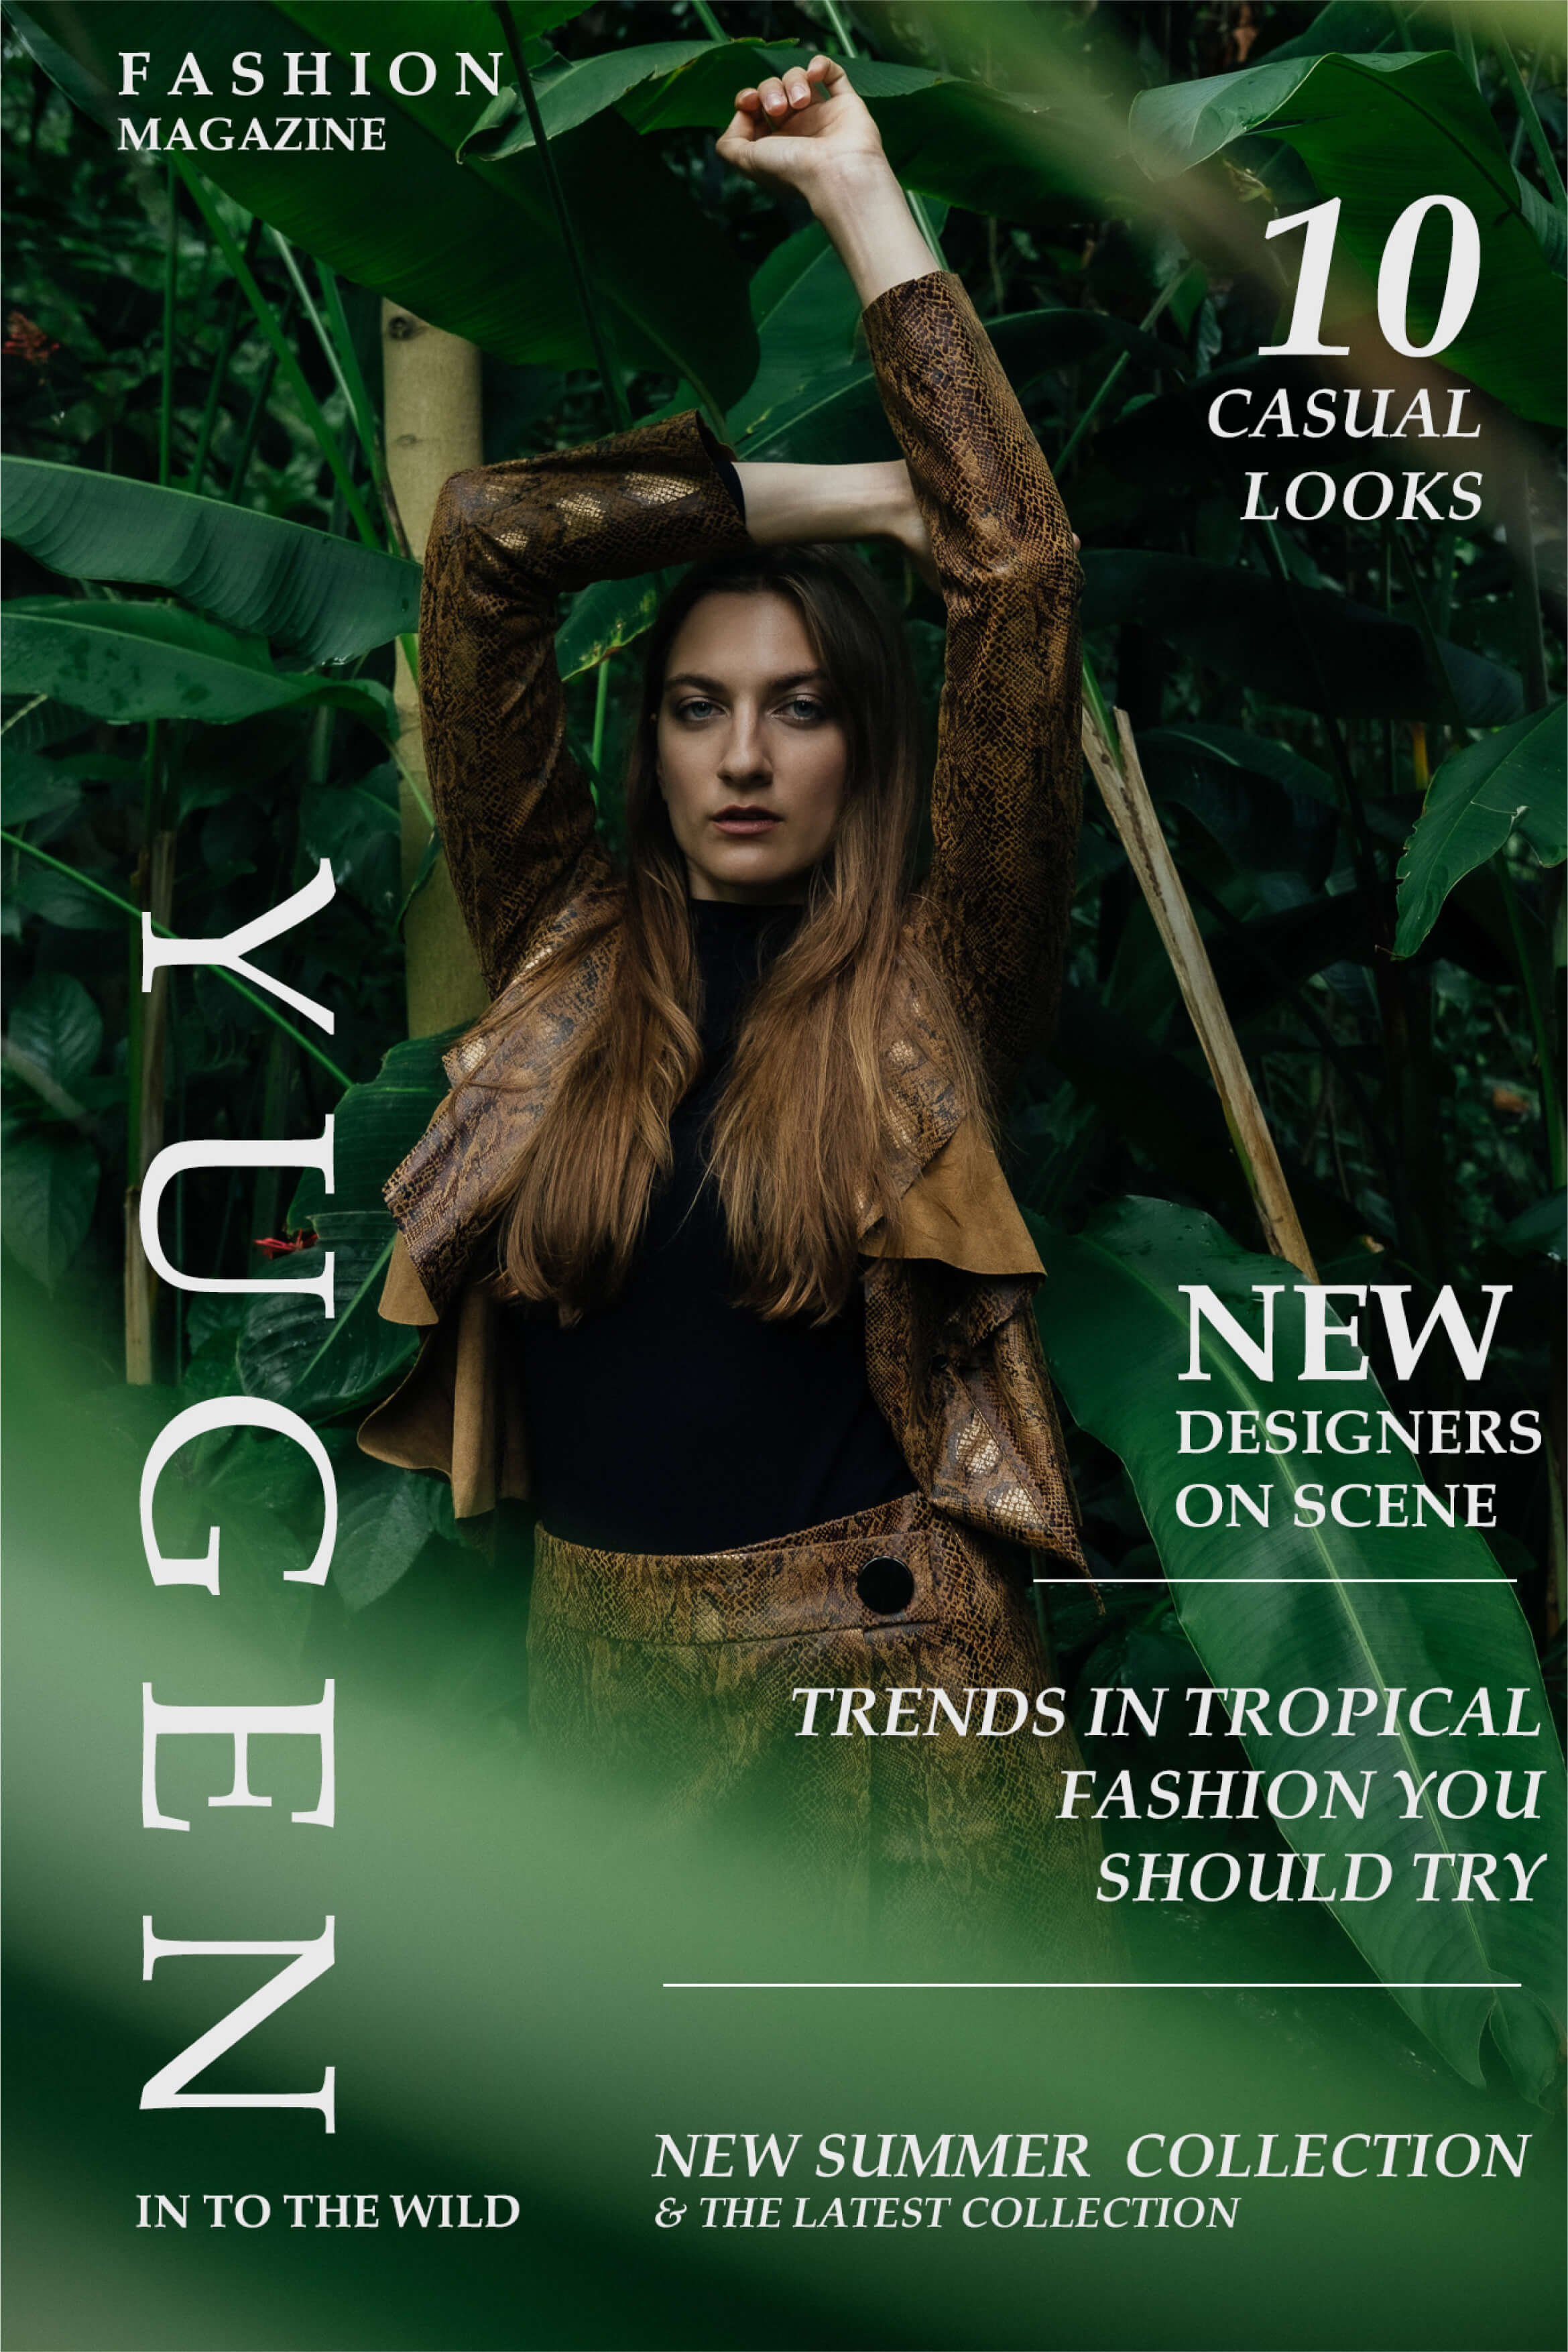 FASHION
MAGAZINE
10
CASUAL
LOOKS
YUGEN
NEW
DESIGNERS
ON SCENE
TRENDS IN TROPICAL
FASHION YOU
SHOULD TRY
NEW SUMMER COLLECTION
& THE LATEST COLLECTION
IN TO THE WILD